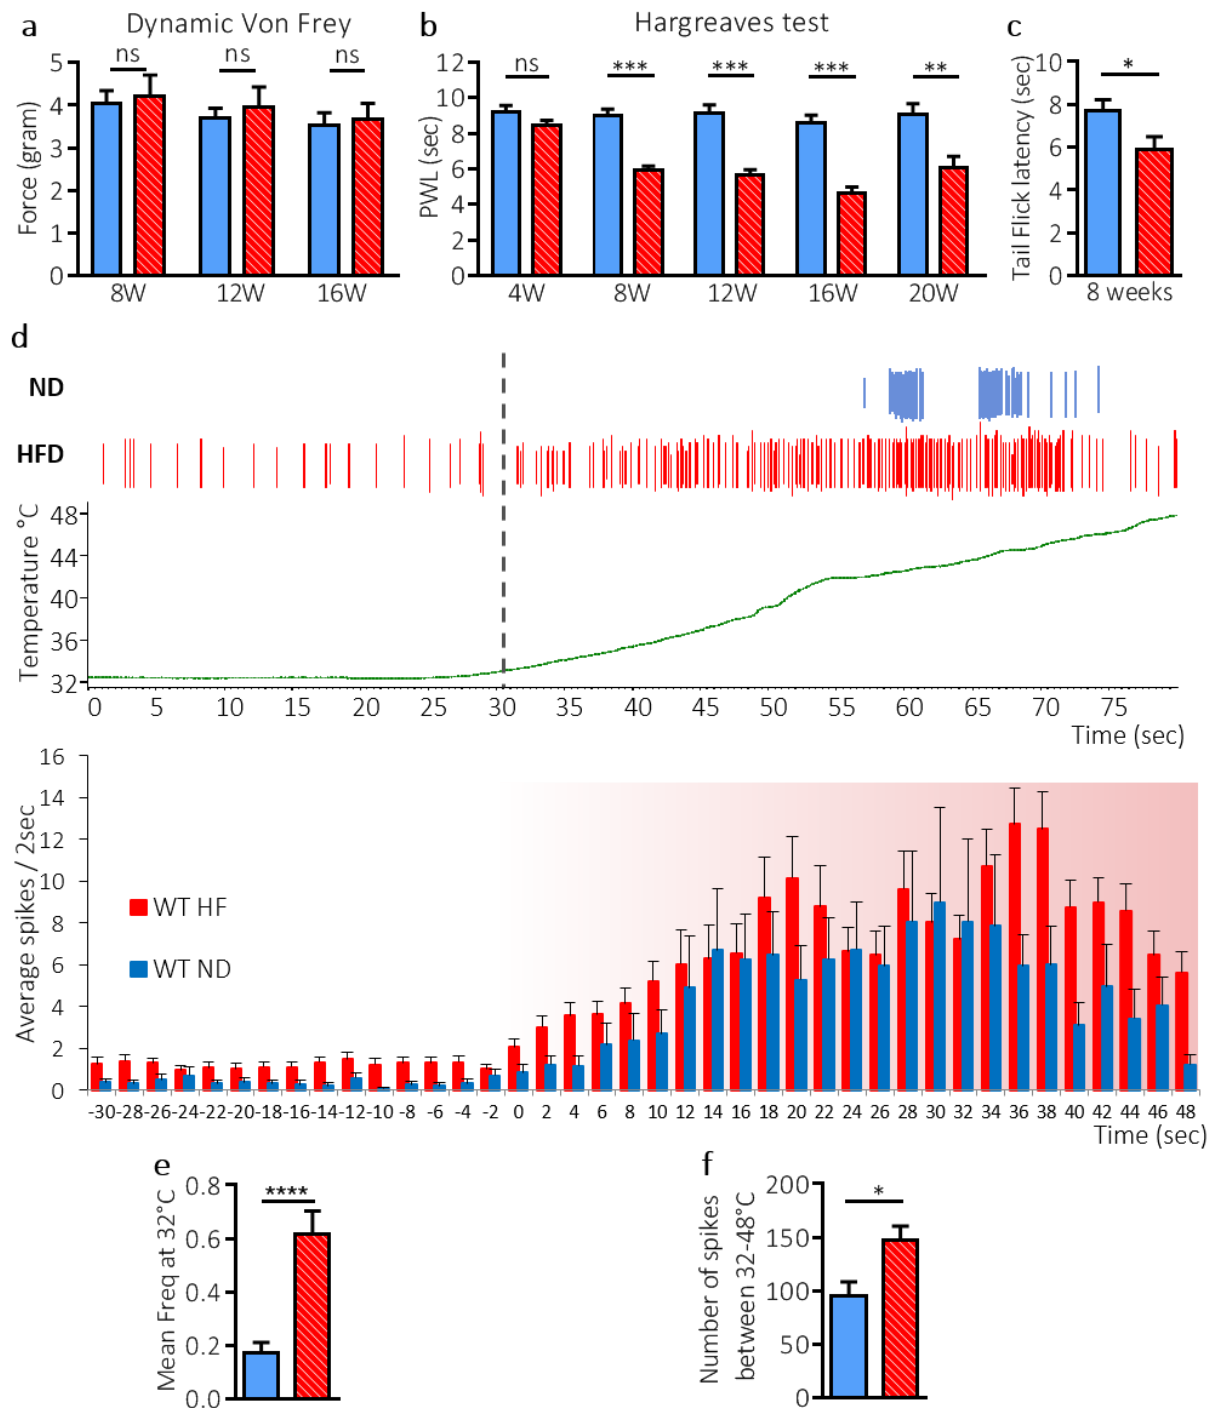 a
Dynamic Von Frey
Force (gram)
5
4
3
2
1
0
ns
ns
ns
8W
12W
16W
b
Hargreaves test
PWL (sec)
12
10
8
6
4
2
0
ns
***
***
***
**
4W
8W
12W
16W
20W
c
Tail Flick latency (sec)
10
8
6
4
2
0
*
8 weeks
d
ND
HFD
Temperature °C
48
44
40
36
32
0 5 10 15 20 25 30 35 40 45 50 55 60 65 70 75
Time (sec)
Average spikes / 2sec
16
14
12
10
8
6
4
2
0
WT HF
WT ND
-30 -28 -26 -24 -22 -20 -18 -16 -14 -12 -10 -8 -6 -4 -2 0 2 4 6 8 10 12 14 16 18 20 22 24 26 28 30 32 34 36 38 40 42 44 46 48
Time (sec)
e
Mean Freq at 32°C
0.8
0.6
0.4
0.2
0.0
****
f
Number of spikes
between 32-48°C
200
150
100
50
0
*